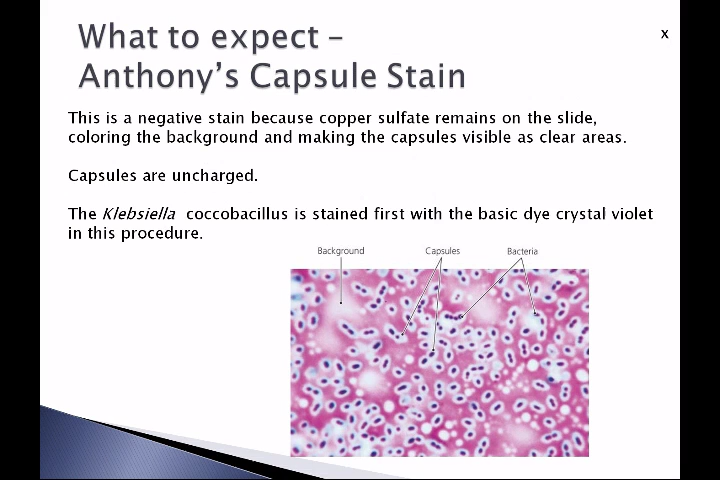 What to expect –
Anthony's Capsule Stain
x
This is a negative stain because copper sulfate remains on the slide,
coloring the background and making the capsules visible as clear areas.
Capsules are uncharged.
The Klebsiella coccobacillus is stained first with the basic dye crystal violet
in this procedure.
Background Capsules Bacteria